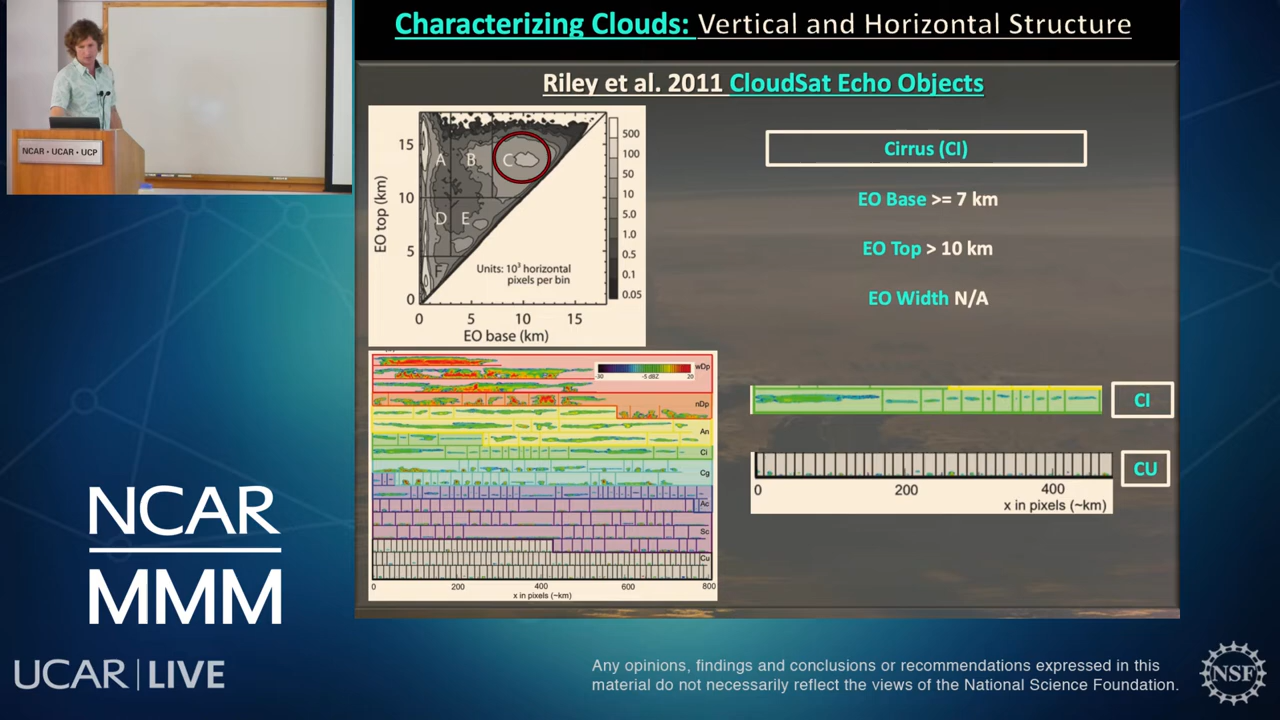 Characterizing Clouds: Vertical and Horizontal Structure
NCAR • UCAR • UCP
Riley et al. 2011 CloudSat Echo Objects
EO top (km)
15
10
5
0
A
B
C
D
E
F
Units: 10³ horizontal
pixels per bin
0
5
10
15
EO base (km)
500
100
50
10
5.0
1.0
0.5
0.1
0.05
Cirrus (CI)
EO Base >= 7 km
EO Top > 10 km
EO Width N/A
-30
-5 dBZ
20
wDp
nDp
An
Ci
Cg
Ac
Sc
Cu
0
200
400
600
800
x in pixels (~km)
CI
CU
0
200
400
x in pixels (~km)
NCAR
MMM
UCAR | LIVE
Any opinions, findings and conclusions or recommendations expressed in this
material do not necessarily reflect the views of the National Science Foundation.
NSF